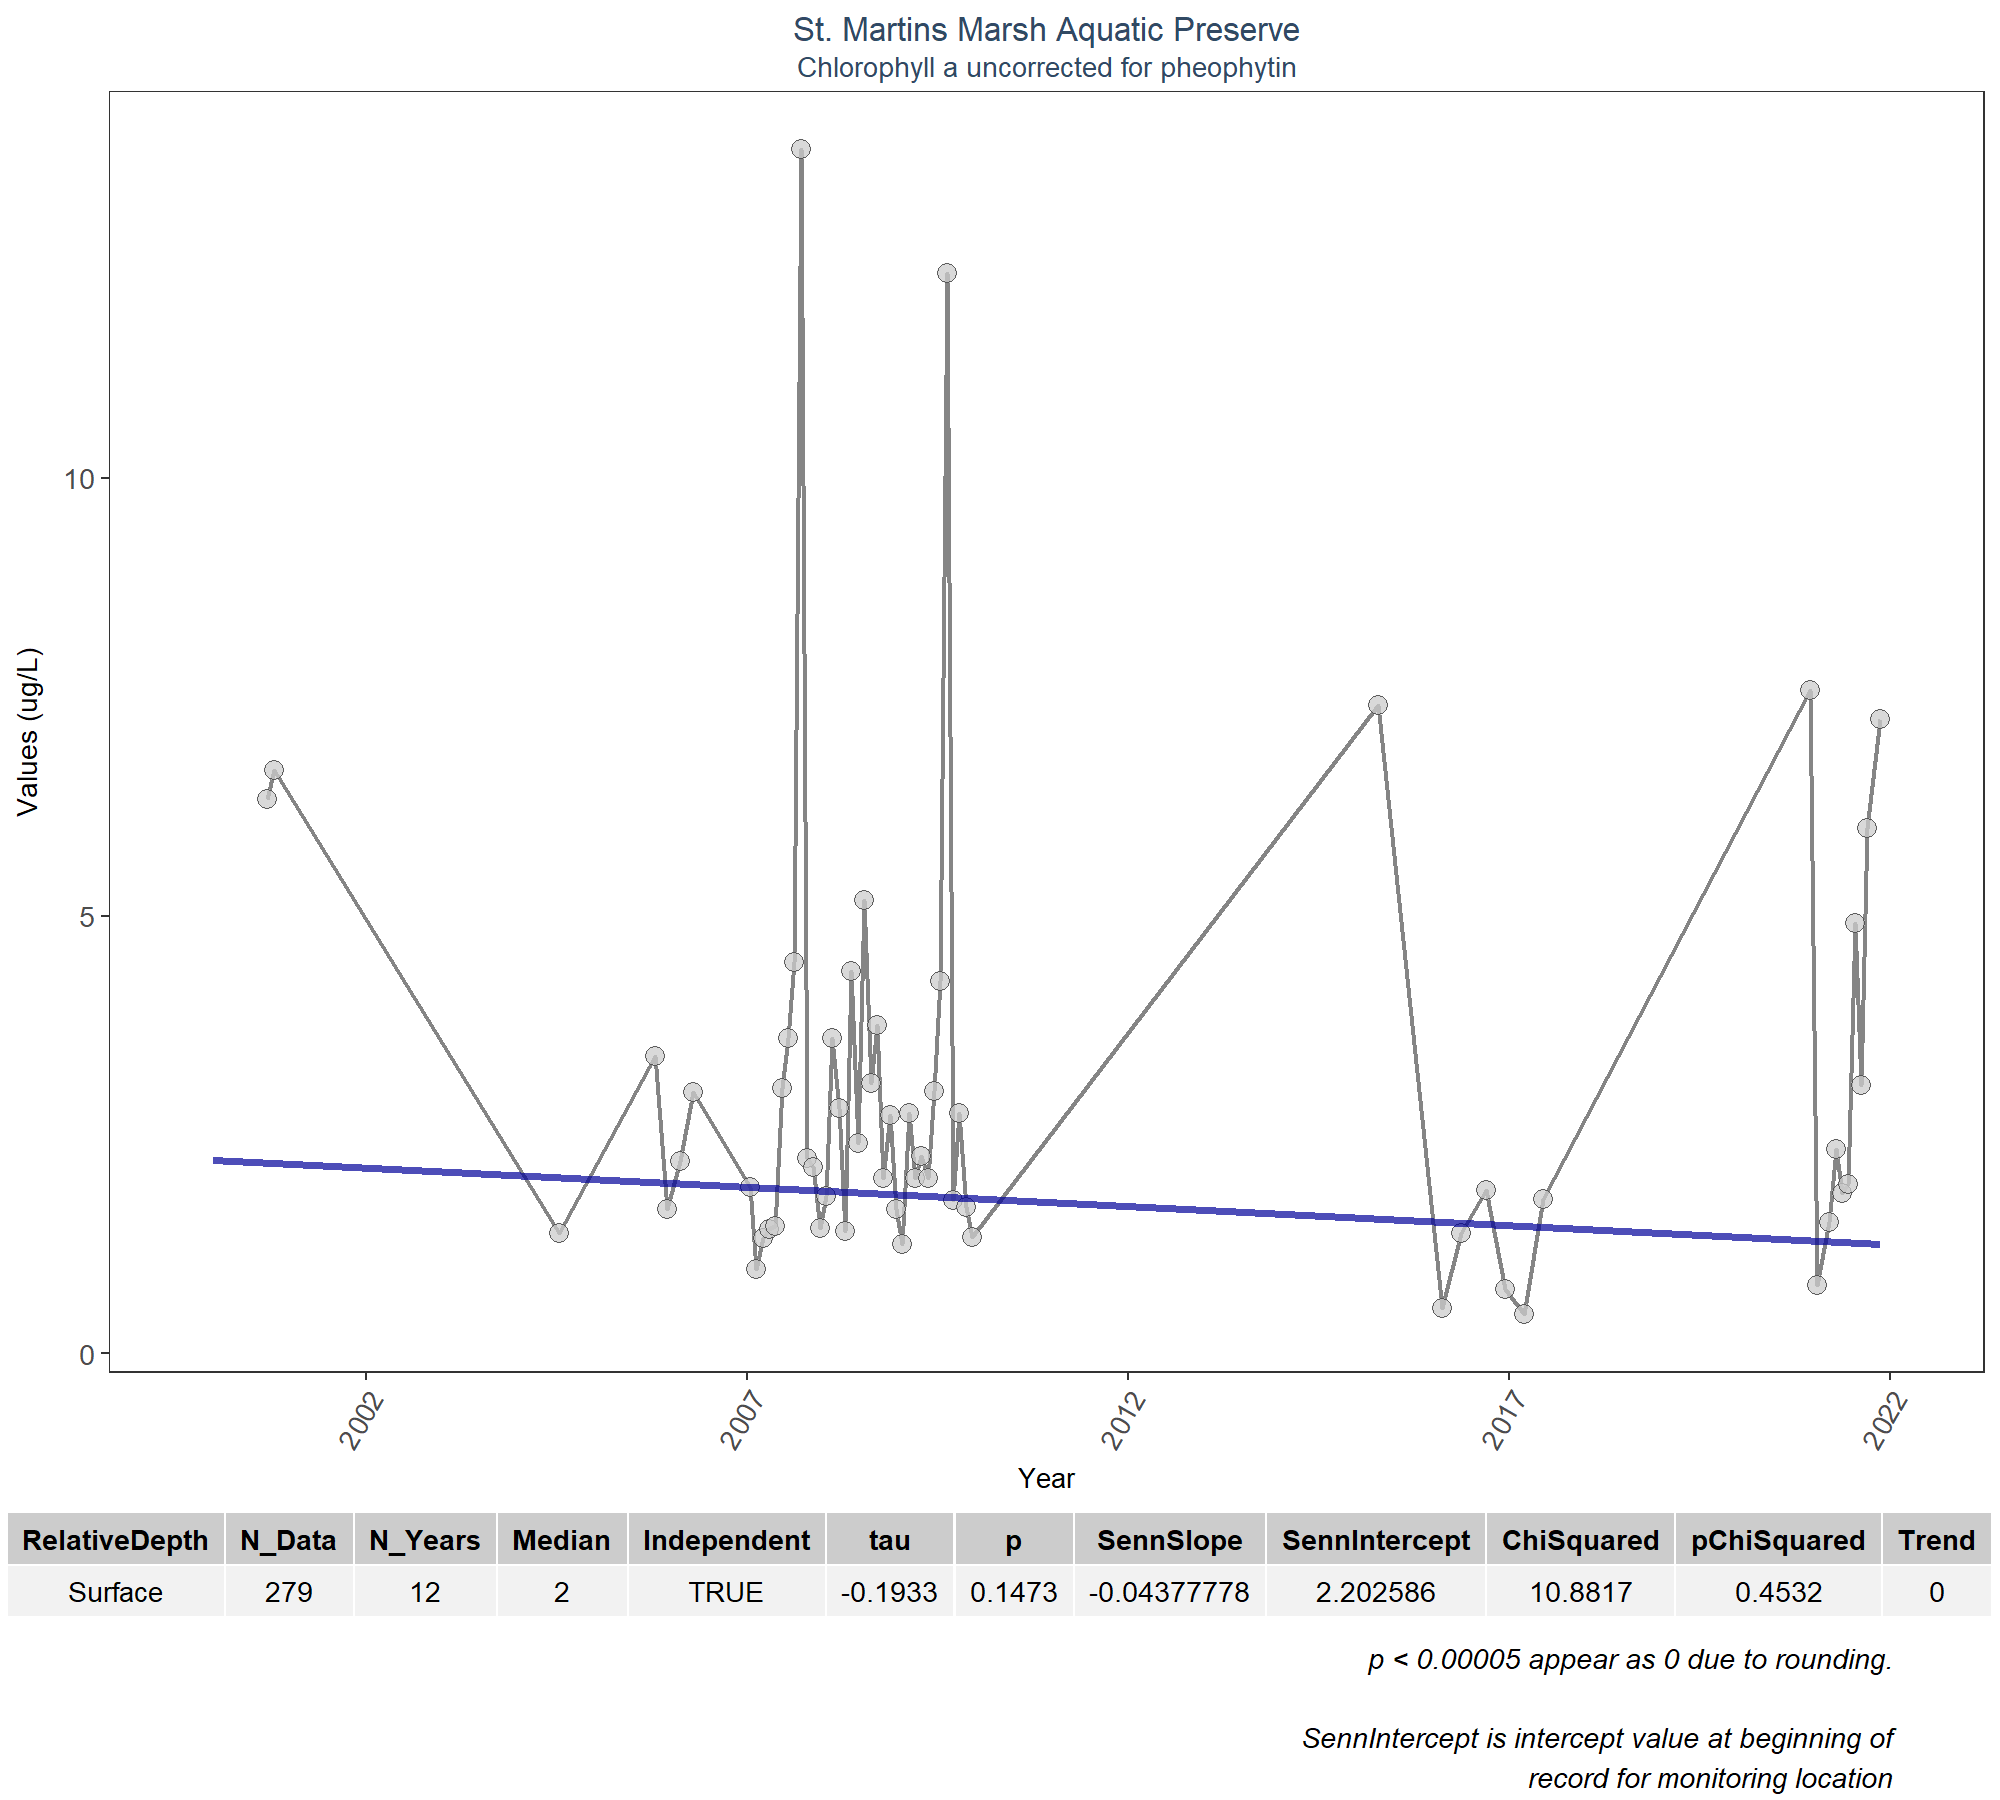 St. Martins Marsh Aquatic Preserve
Chlorophyll a uncorrected for pheophytin
Values (ug/L)
10
5
0
2002 2007 2012 2017 2022
Year
RelativeDepth N_Data N_Years Median Independent tau p SennSlope SennIntercept ChiSquared pChiSquared Trend
Surface 279 12 2 TRUE -0.1933 0.1473 -0.04377778 2.202586 10.8817 0.4532 0
p < 0.00005 appear as 0 due to rounding.
SennIntercept is intercept value at beginning of
record for monitoring location